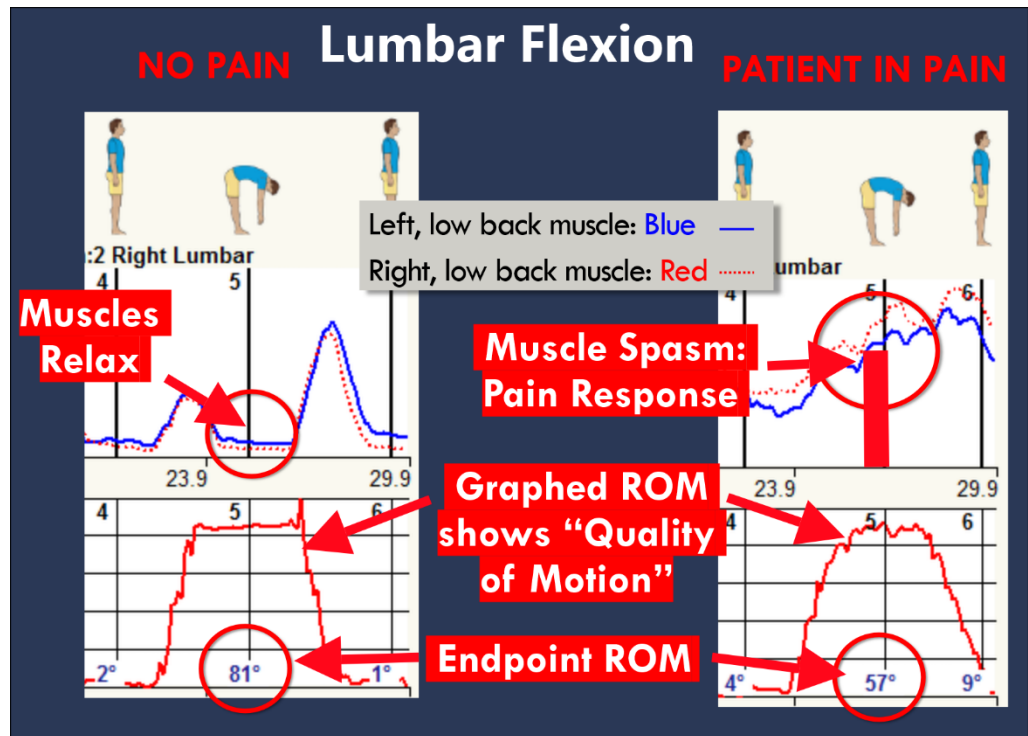 Lumbar Flexion
NO PAIN
PATIENT IN PAIN
Left, low back muscle: Blue
Right, low back muscle: Red
:2 Right Lumbar
umbar
4 5
4 5 6
Muscles
Relax
Muscle Spasm:
Pain Response
23.9 29.9
23.9 29.9
Graphed ROM
shows “Quality
of Motion”
4 5 6
4 5 6
Endpoint ROM
2° 81° 1°
4° 57° 9°